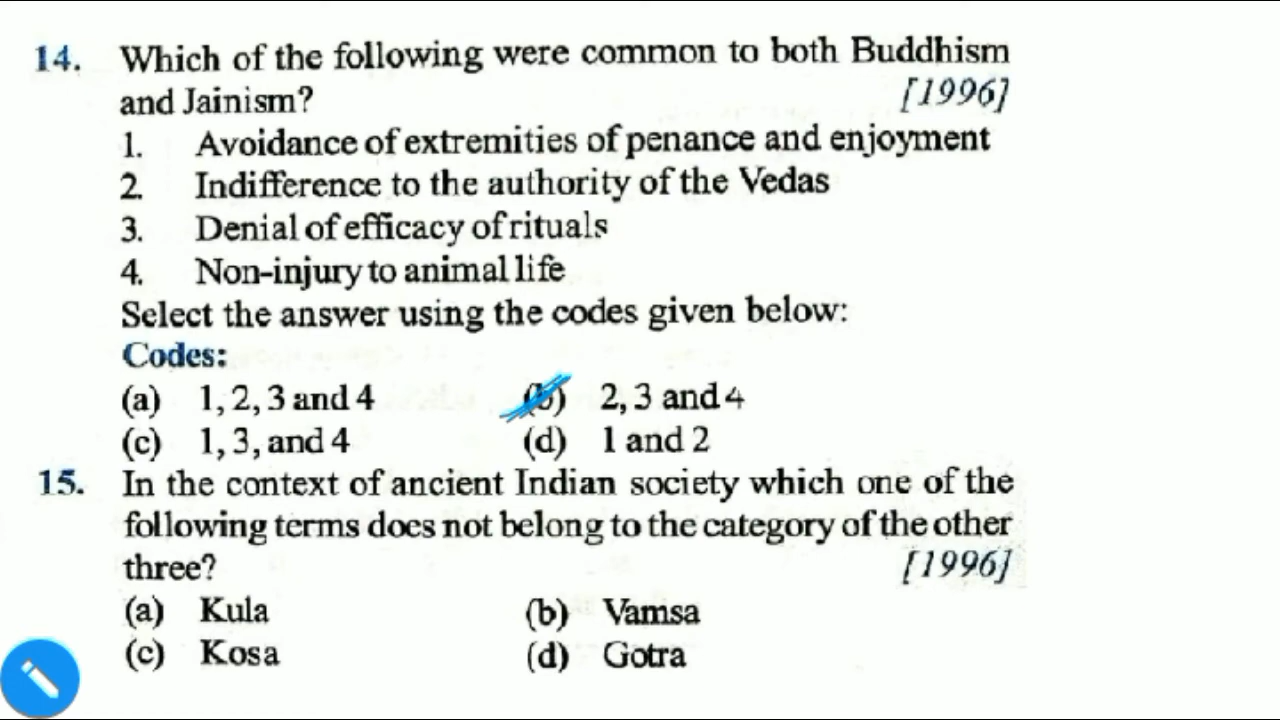 14. Which of the following were common to both Buddhism
and Jainism? [1996]
1. Avoidance of extremities of penance and enjoyment
2. Indifference to the authority of the Vedas
3. Denial of efficacy of rituals
4. Non-injury to animal life
Select the answer using the codes given below:
Codes:
(a) 1, 2, 3 and 4 (b) 2, 3 and 4
(c) 1, 3, and 4 (d) 1 and 2
15. In the context of ancient Indian society which one of the
following terms does not belong to the category of the other
three? [1996]
(a) Kula (b) Vamsa
(c) Kosa (d) Gotra